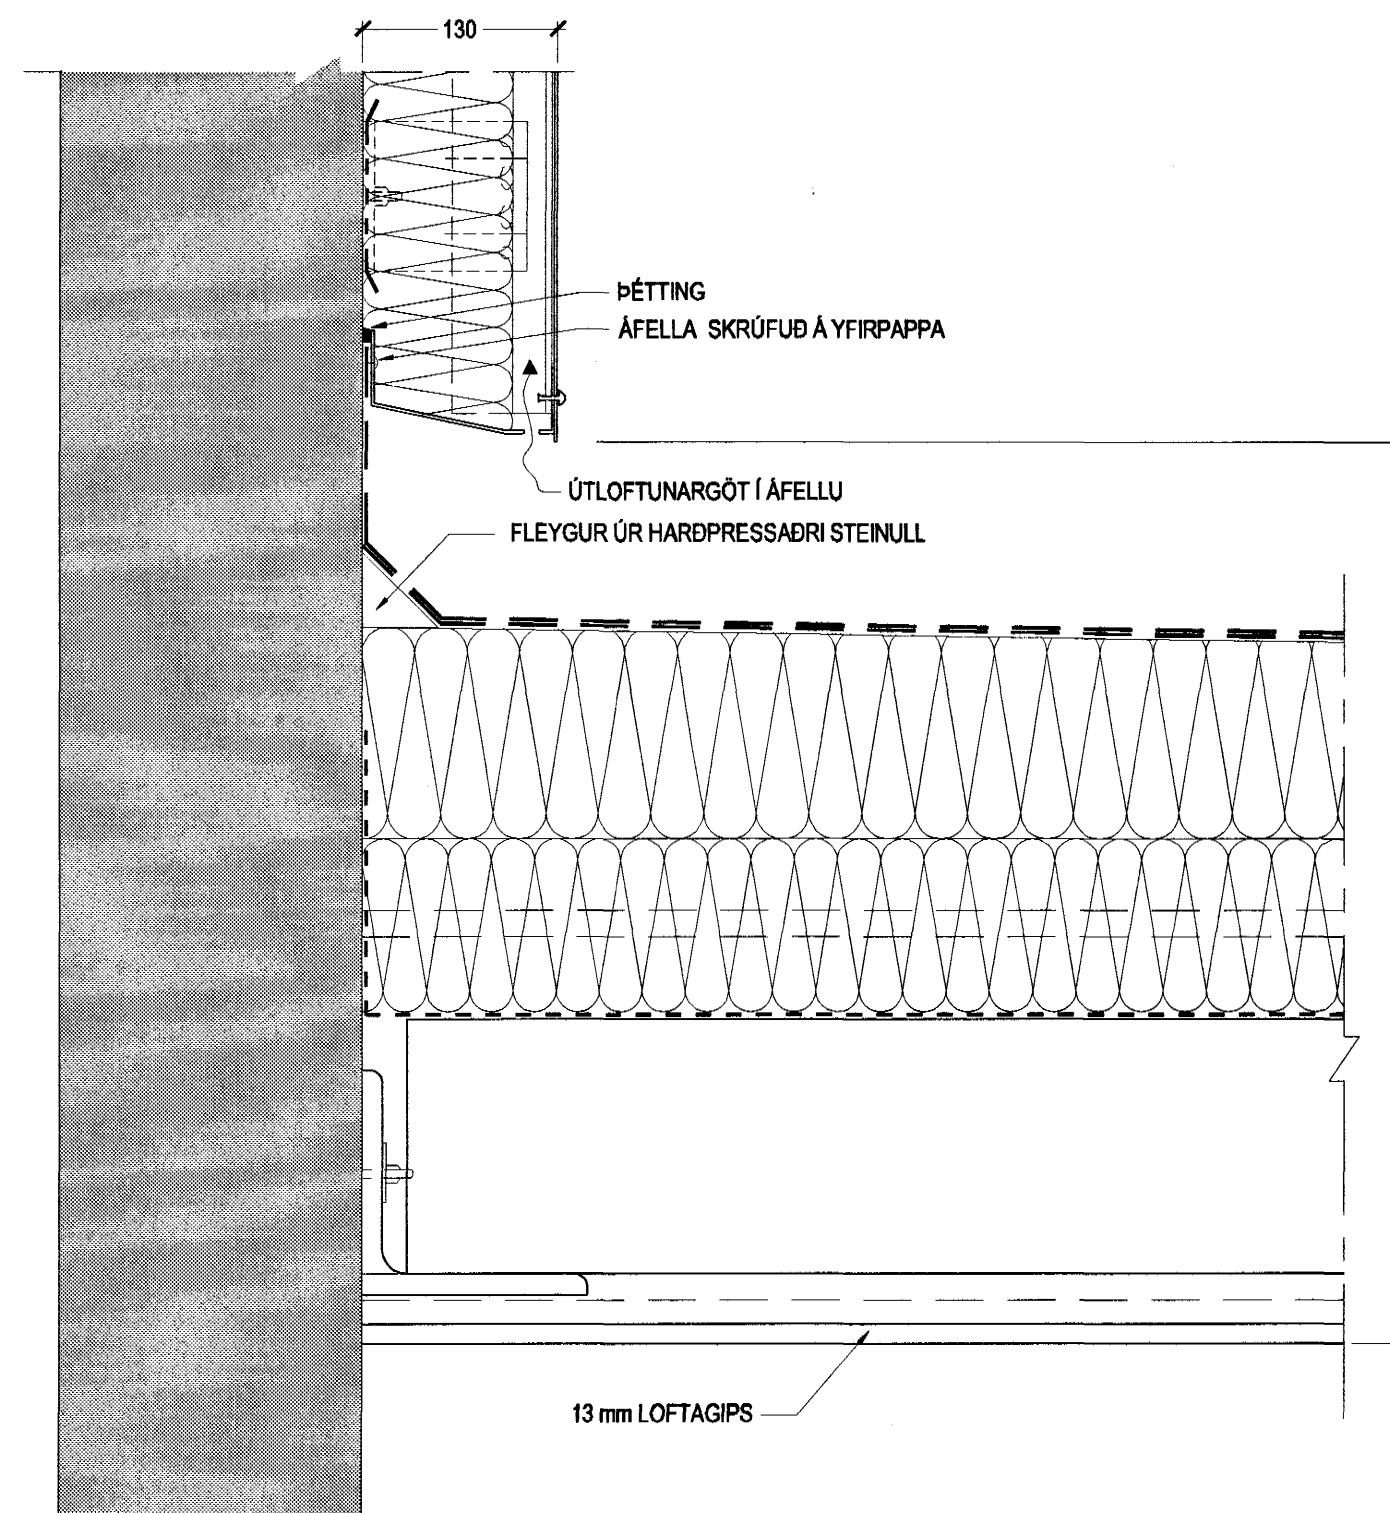 130
ÞÉTTING
ÁFELLA SKRÚFUÐ Á YFIRPAPPA
ÚTLOFTUNARGÖT Í ÁFELLU
FLEYGUR ÚR HARÐPRESSAÐRI STEINULL
13 mm LOFTAGIPS